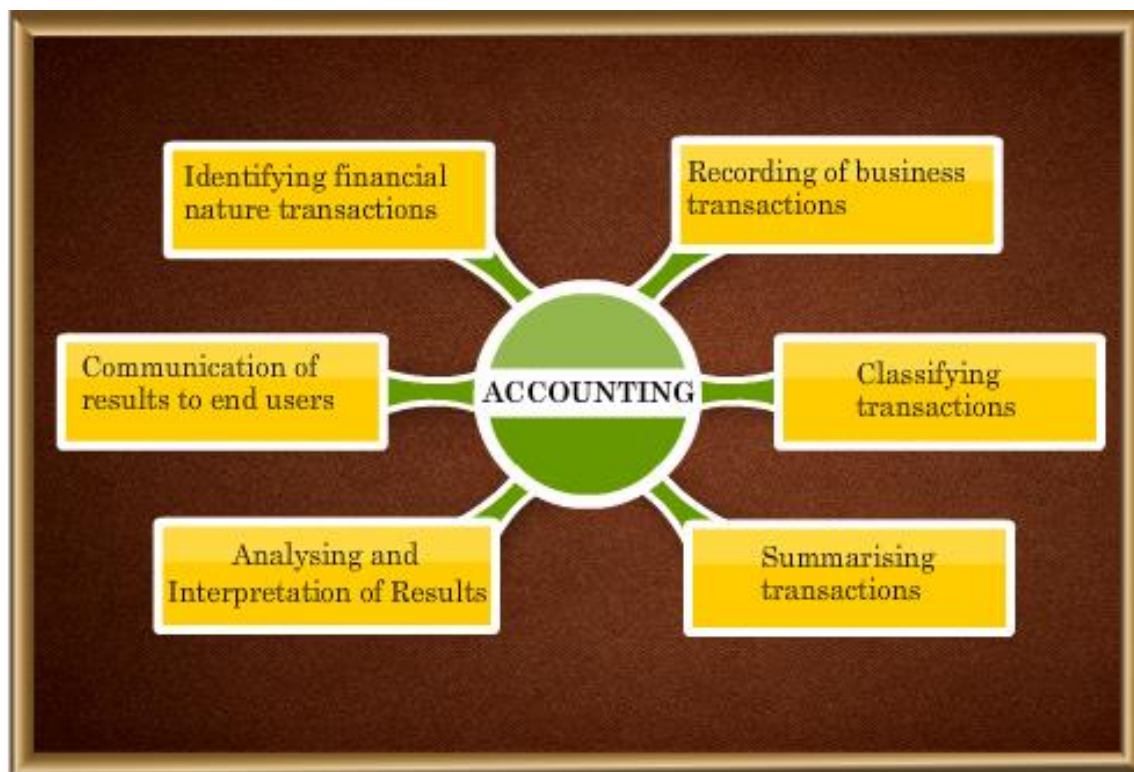 Identifying financial
nature transactions
Recording of business
transactions
Communication of
results to end users
ACCOUNTING
Classifying
transactions
Analysing and
Interpretation of Results
Summarising
transactions